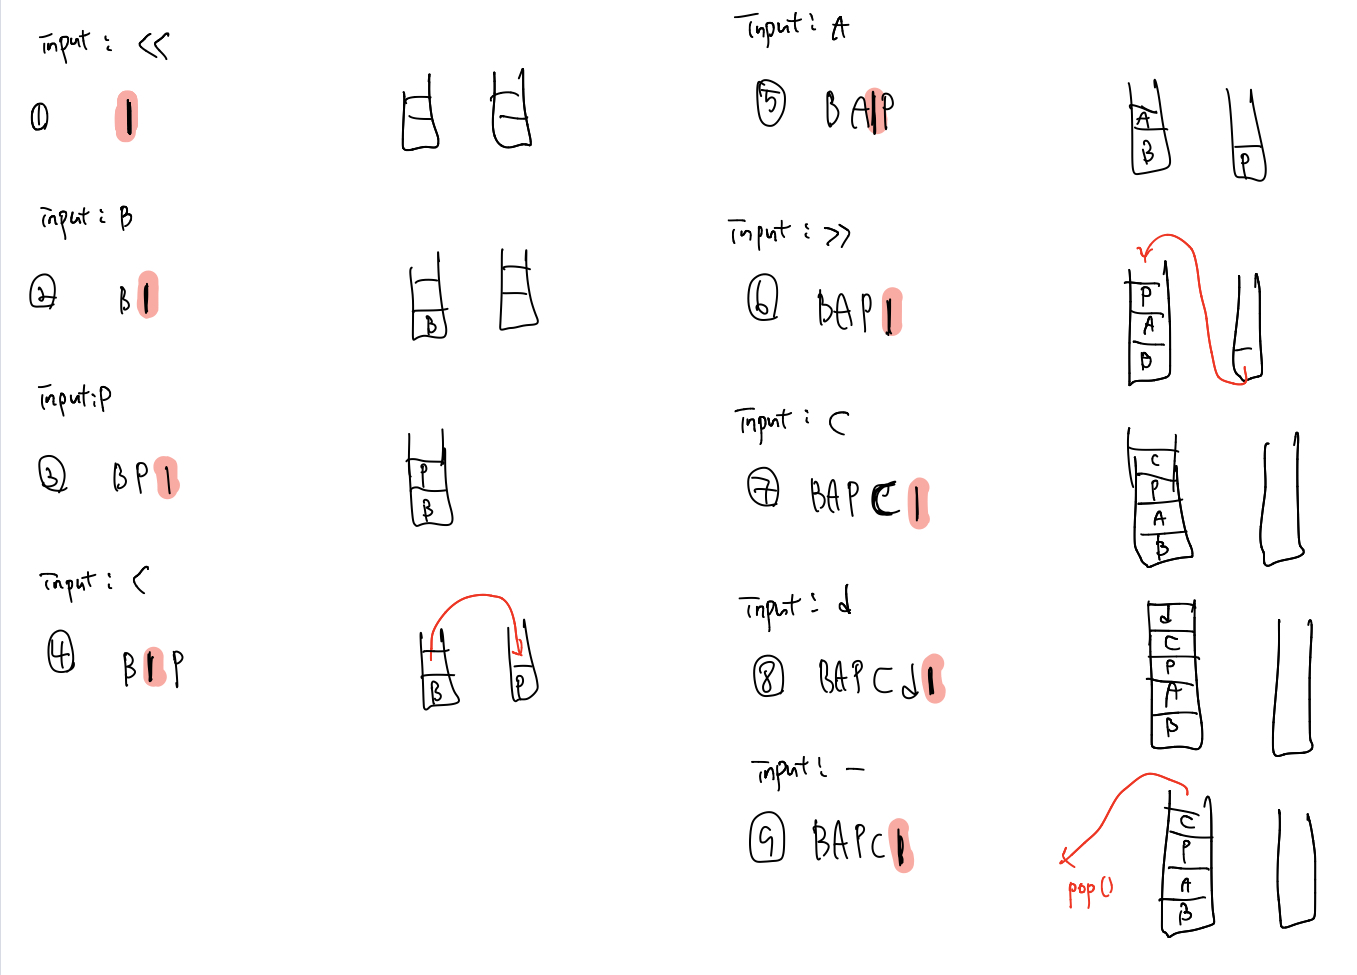 input : <<
①
input : B
② B
B
input:P
③ BP
P
B
input : <
④ B P
B
P
input : A
⑤ BA P
A
B
P
input : >>
⑥ BAP
P
A
B
input : C
⑦ BAPC
C
P
A
B
input : d
⑧ BAPCd
d
C
P
A
B
input : -
⑨ BAPC
C
P
A
B
pop()